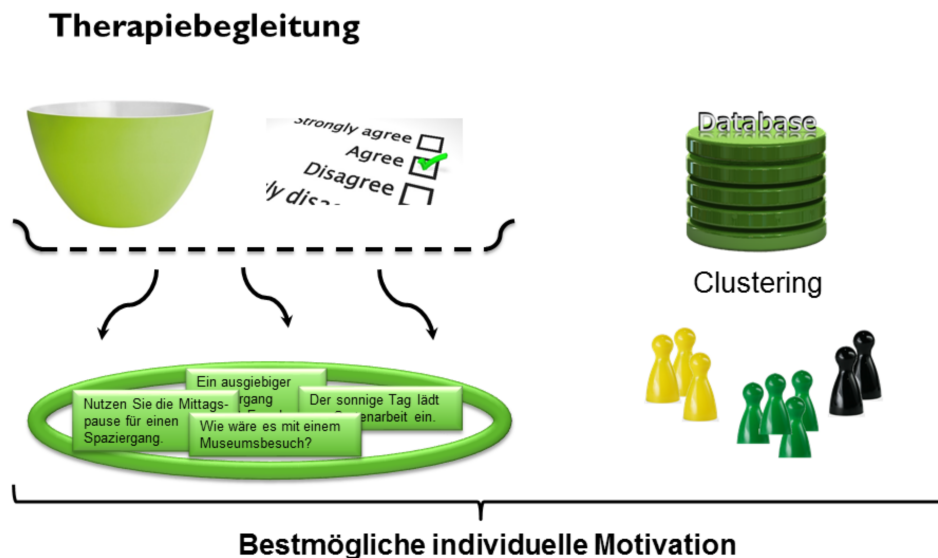 Therapiebegleitung
Strongly agree
Agree
Disagree
Database
Clustering
Ein ausgiebiger
Nutzen Sie die Mittags-
pause für einen
Spaziergang.
Wie wäre es mit einem
Museumsbesuch?
Der sonnige Tag lädt
ein.
Bestmögliche individuelle Motivation